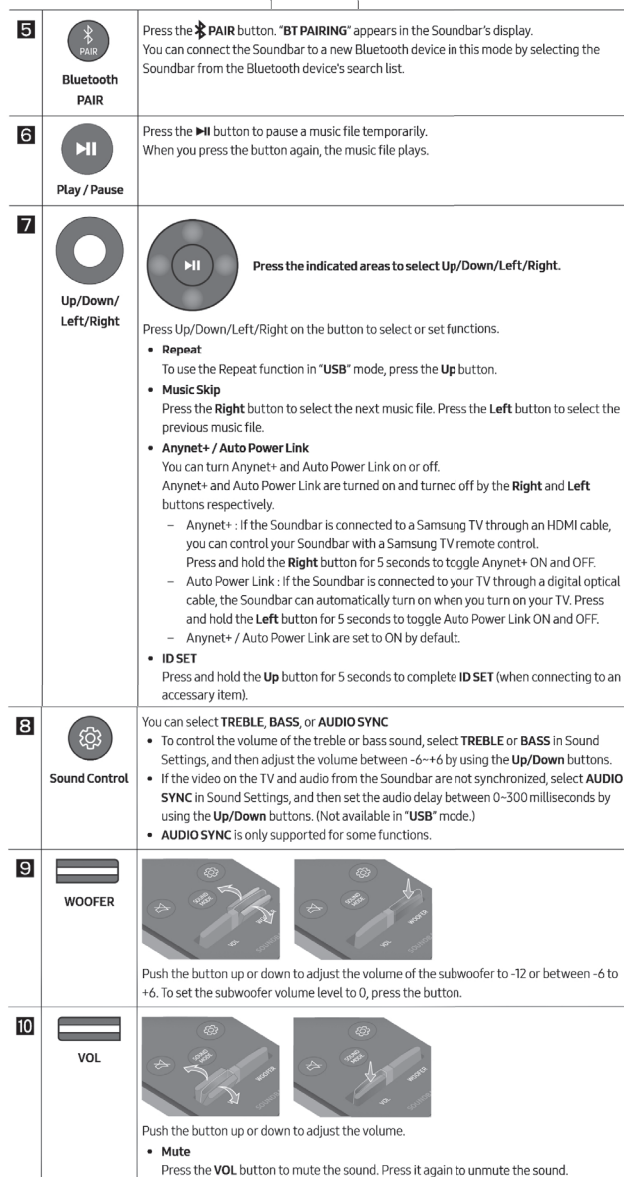 5
PAIR
Bluetooth
PAIR
Press the PAIR button. "BT PAIRING" appears in the Soundbar's display.
You can connect the Soundbar to a new Bluetooth device in this mode by selecting the
Soundbar from the Bluetooth device's search list.
6
Play / Pause
Press the ►II button to pause a music file temporarily.
When you press the button again, the music file plays.
7
Up/Down/
Left/Right
Press the indicated areas to select Up/Down/Left/Right.
Press Up/Down/Left/Right on the button to select or set functions.
• Repeat
To use the Repeat function in "USB" mode, press the Up button.
• Music Skip
Press the Right button to select the next music file. Press the Left button to select the
previous music file.
• Anynet+ / Auto Power Link
You can turn Anynet+ and Auto Power Link on or off.
Anynet+ and Auto Power Link are turned on and turned off by the Right and Left
buttons respectively.
– Anynet+ : If the Soundbar is connected to a Samsung TV through an HDMI cable,
you can control your Soundbar with a Samsung TV remote control.
Press and hold the Right button for 5 seconds to toggle Anynet+ ON and OFF.
– Auto Power Link : If the Soundbar is connected to your TV through a digital optical
cable, the Soundbar can automatically turn on when you turn on your TV. Press
and hold the Left button for 5 seconds to toggle Auto Power Link ON and OFF.
– Anynet+ / Auto Power Link are set to ON by default.
• ID SET
Press and hold the Up button for 5 seconds to complete ID SET (when connecting to an
accessary item).
8
Sound Control
You can select TREBLE, BASS, or AUDIO SYNC
• To control the volume of the treble or bass sound, select TREBLE or BASS in Sound
Settings, and then adjust the volume between -6~+6 by using the Up/Down buttons.
• If the video on the TV and audio from the Soundbar are not synchronized, select AUDIO
SYNC in Sound Settings, and then set the audio delay between 0~300 milliseconds by
using the Up/Down buttons. (Not available in "USB" mode.)
• AUDIO SYNC is only supported for some functions.
9
WOOFER
SOUND
MODE
VOL
SOUND
MODE
WOOFER
VOL
Push the button up or down to adjust the volume of the subwoofer to -12 or between -6 to
+6. To set the subwoofer volume level to 0, press the button.
10
VOL
SOUND
MODE
WOOFER
SOUND
MODE
WOOFER
VOL
Push the button up or down to adjust the volume.
• Mute
Press the VOL button to mute the sound. Press it again to unmute the sound.